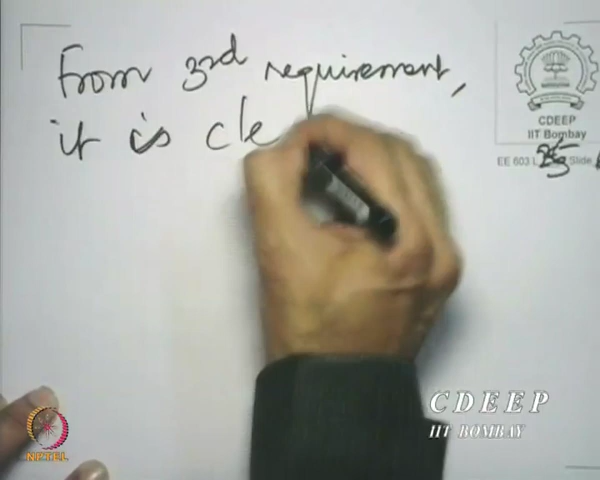 From 3rd requirement,
it is cle
CDEEP
IIT Bombay
EE 603 L Slide
CDEEP
IIT BOMBAY
NPTEL